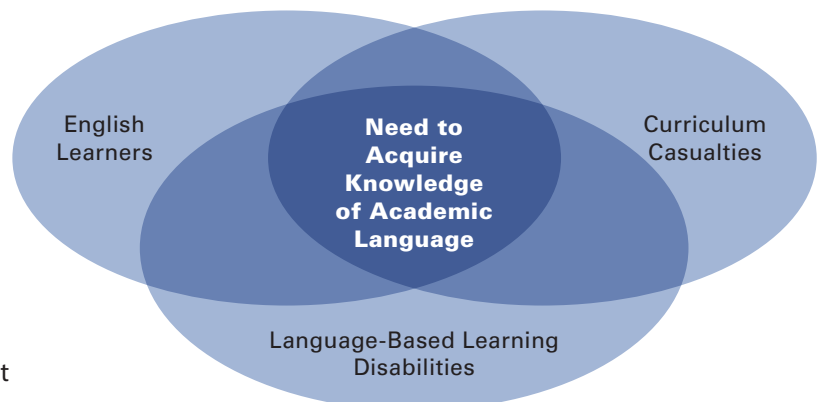 English
Learners
Need to
Acquire
Knowledge
of Academic
Language
Curriculum
Casualties
Language-Based Learning
Disabilities
t